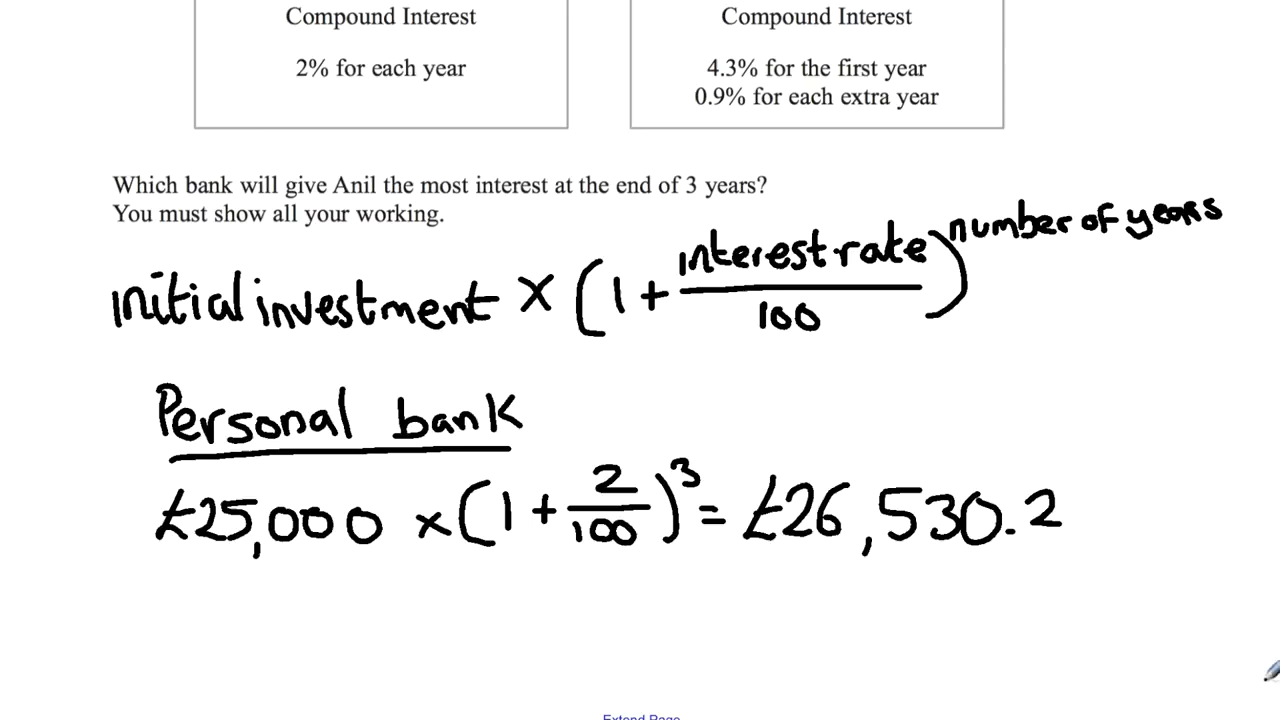 Compound Interest
2% for each year
Compound Interest
4.3% for the first year
0.9% for each extra year
Which bank will give Anil the most interest at the end of 3 years?
You must show all your working.
initial investment × (1 + interest rate / 100)^number of years
Personal bank
£25,000 × (1 + 2/100)^3 = £26,530.2
Extend Page